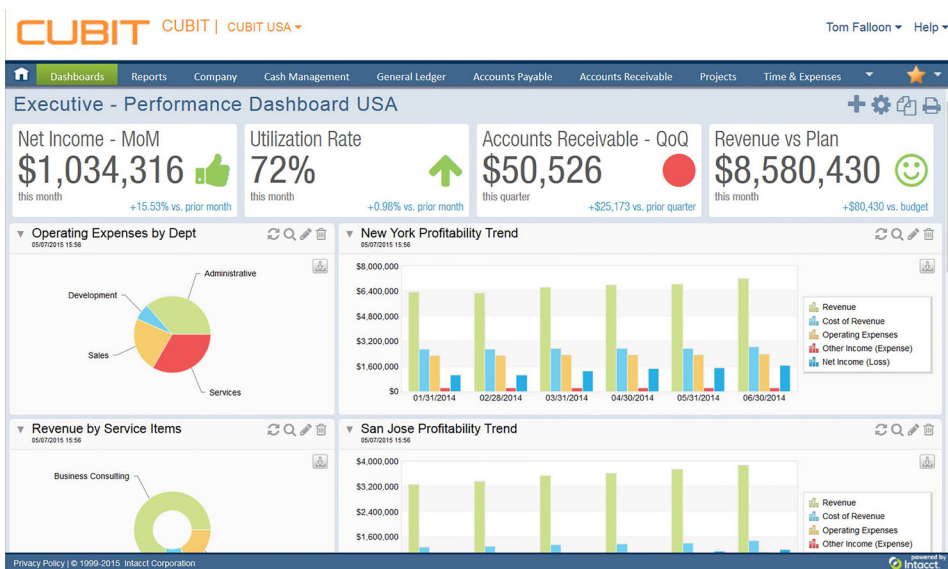 CUBIT CUBIT | CUBIT USA
Tom Falloon Help
Dashboards Reports Company Cash Management General Ledger Accounts Payable Accounts Receivable Projects Time & Expenses
Executive - Performance Dashboard USA
Net Income - MoM
$1,034,316
this month
+15.53% vs. prior month
Utilization Rate
72%
this month
+0.98% vs. prior month
Accounts Receivable - QoQ
$50,526
this quarter
+$25,173 vs. prior quarter
Revenue vs Plan
$8,580,430
this month
+$80,430 vs. budget
Operating Expenses by Dept
05/07/2015 15:56
Administrative
Development
Sales
Services
New York Profitability Trend
05/07/2015 15:56
$8,000,000
$6,400,000
$4,800,000
$3,200,000
$1,600,000
$0
01/31/2014 02/28/2014 03/31/2014 04/30/2014 05/31/2014 06/30/2014
Revenue
Cost of Revenue
Operating Expenses
Other Income (Expense)
Net Income (Loss)
Revenue by Service Items
05/07/2015 15:56
Business Consulting
San Jose Profitability Trend
05/07/2015 15:56
$4,000,000
$3,200,000
$2,400,000
$1,600,000
Revenue
Cost of Revenue
Operating Expenses
Other Income (Expense)
Privacy Policy | © 1999-2015 Intacct Corporation
powered by
Intacct.